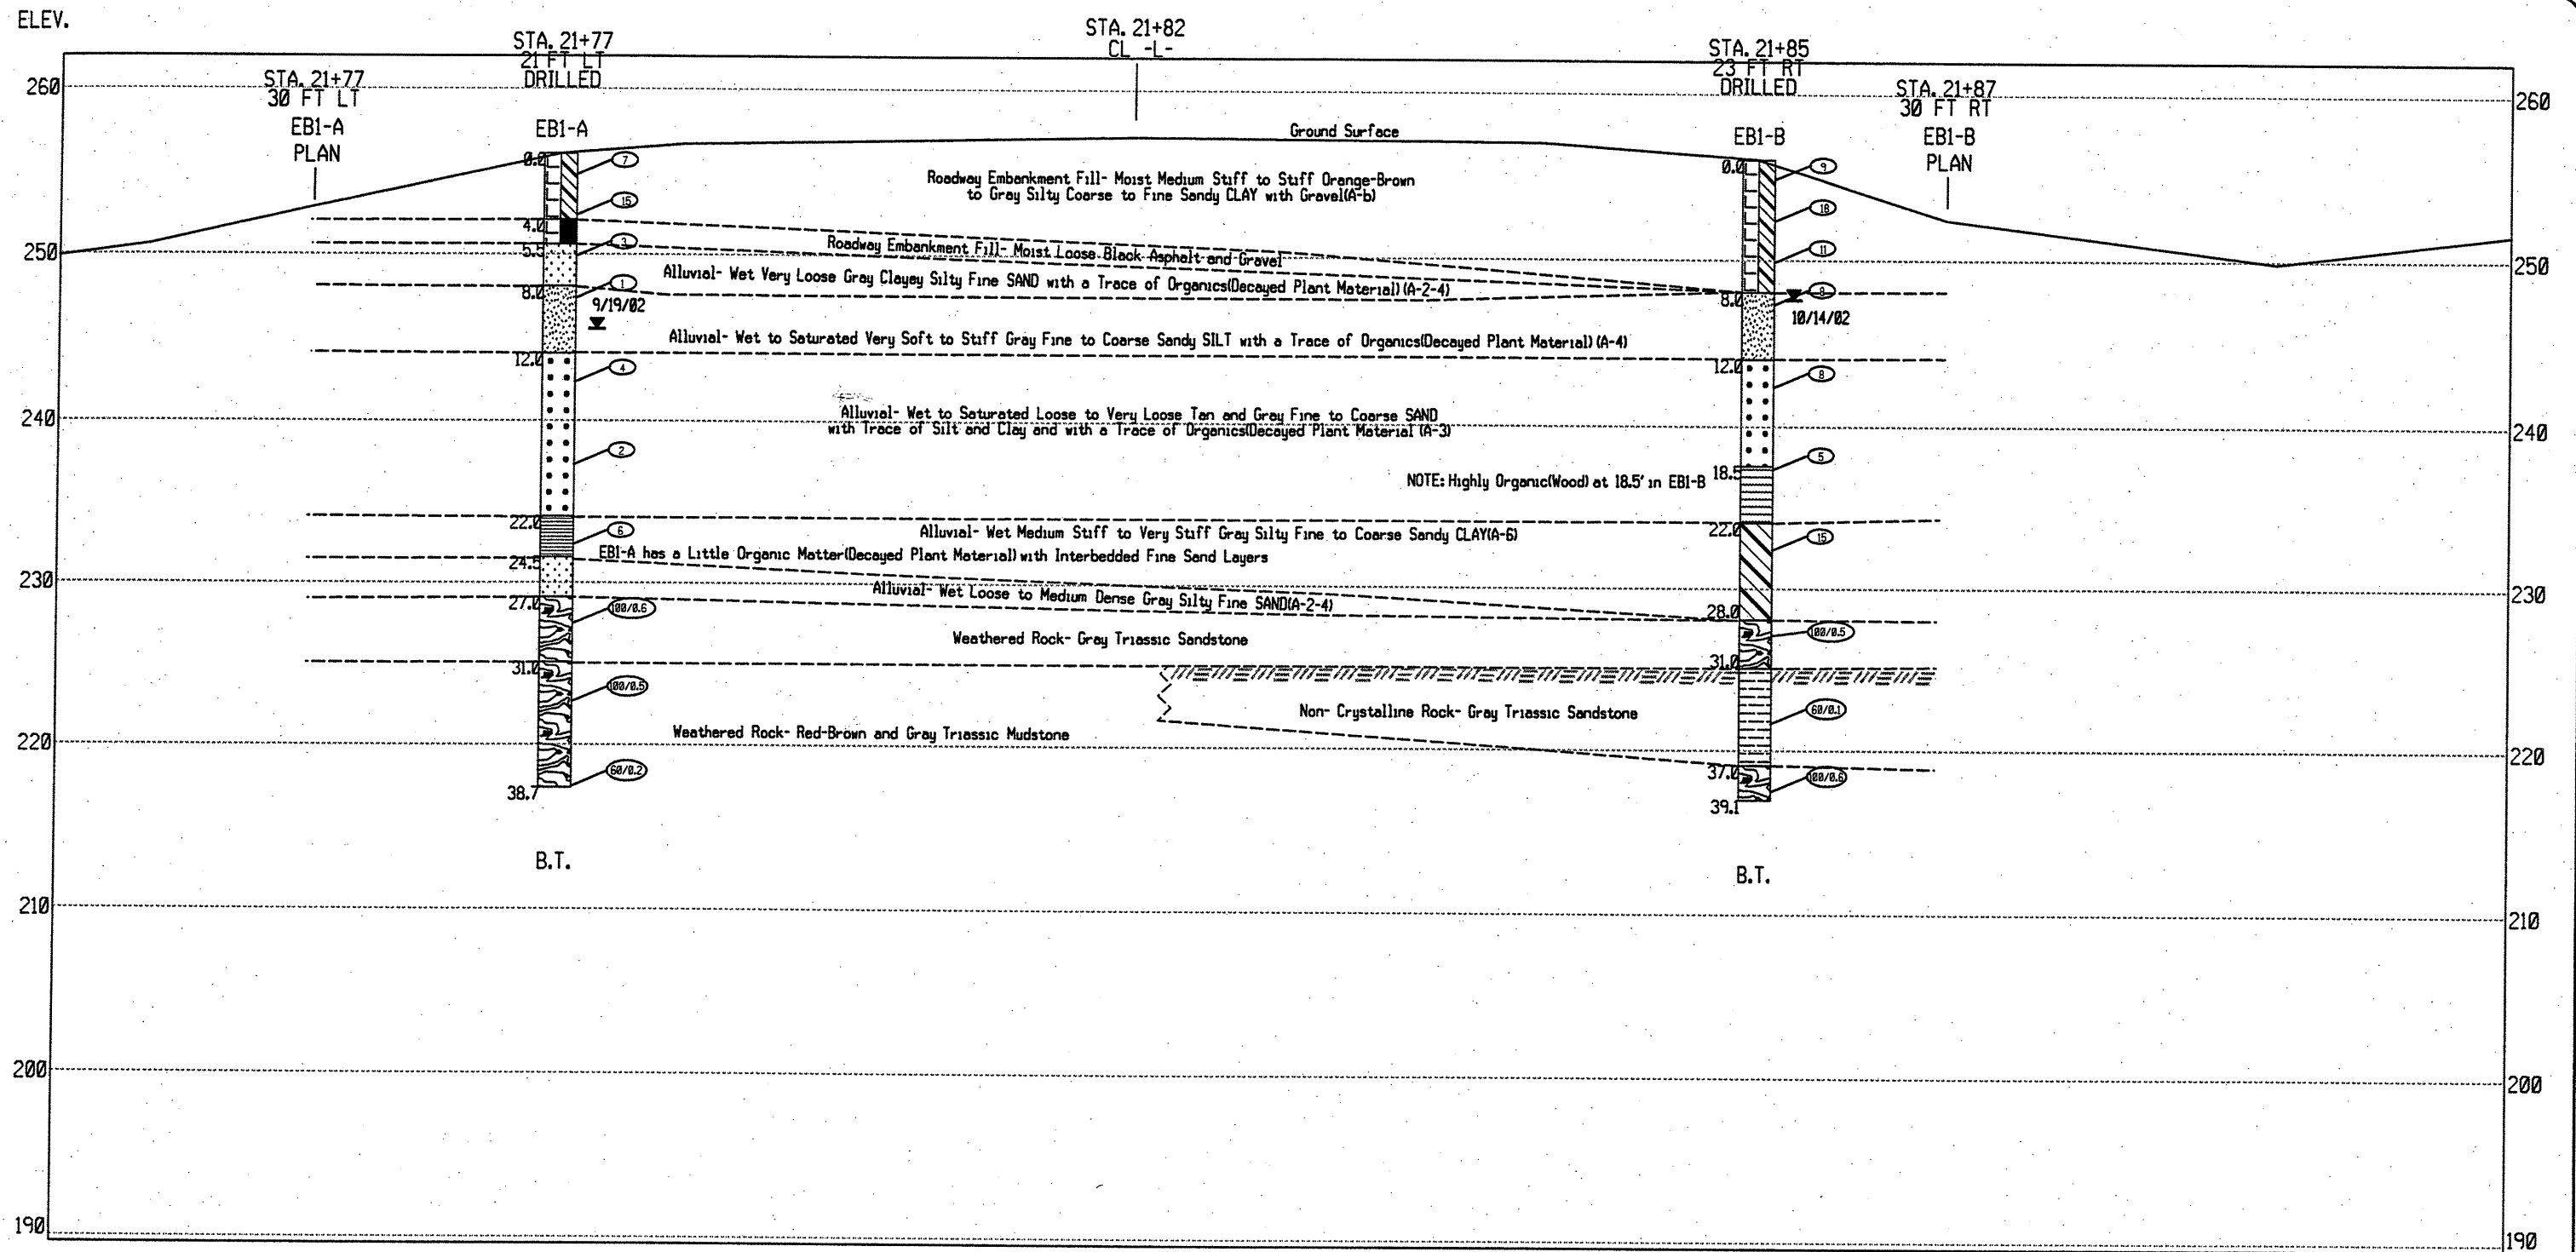 ELEV.
STA. 21+77
30 FT LT
EB1-A
PLAN
STA. 21+77
21 FT LT
DRILLED
EB1-A
STA. 21+82
CL -L-
STA. 21+85
23 FT RT
DRILLED
EB1-B
STA. 21+87
30 FT RT
EB1-B
PLAN
260
260
Ground Surface
0.0
7
15
4.0
3
5.5
1
8.0
9/19/02
12.0
4
2
22.0
6
24.5
27.0
100/0.6
31.0
100/0.5
60/0.2
38.7
B.T.
Roadway Embankment Fill- Moist Medium Stiff to Stiff Orange-Brown
to Gray Silty Coarse to Fine Sandy CLAY with Gravel(A-b)
Roadway Embankment Fill- Moist Loose Black Asphalt and Gravel
Alluvial- Wet Very Loose Gray Clayey Silty Fine SAND with a Trace of Organics(Decayed Plant Material) (A-2-4)
Alluvial- Wet to Saturated Very Soft to Stiff Gray Fine to Coarse Sandy SILT with a Trace of Organics(Decayed Plant Material) (A-4)
Alluvial- Wet to Saturated Loose to Very Loose Tan and Gray Fine to Coarse SAND
with Trace of Silt and Clay and with a Trace of Organics(Decayed Plant Material (A-3)
NOTE: Highly Organic(Wood) at 18.5' in EB1-B
Alluvial- Wet Medium Stiff to Very Stiff Gray Silty Fine to Coarse Sandy CLAY(A-6)
EB1-A has a Little Organic Matter(Decayed Plant Material) with Interbedded Fine Sand Layers
Alluvial- Wet Loose to Medium Dense Gray Silty Fine SAND(A-2-4)
Weathered Rock- Gray Triassic Sandstone
Non- Crystalline Rock- Gray Triassic Sandstone
Weathered Rock- Red-Brown and Gray Triassic Mudstone
0.0
9
18
11
8
8.0
10/14/02
12.0
8
5
18.5
22.0
15
28.0
100/0.5
31.0
60/0.1
37.0
100/0.6
39.1
B.T.
250
250
240
240
230
230
220
220
210
210
200
200
190
190